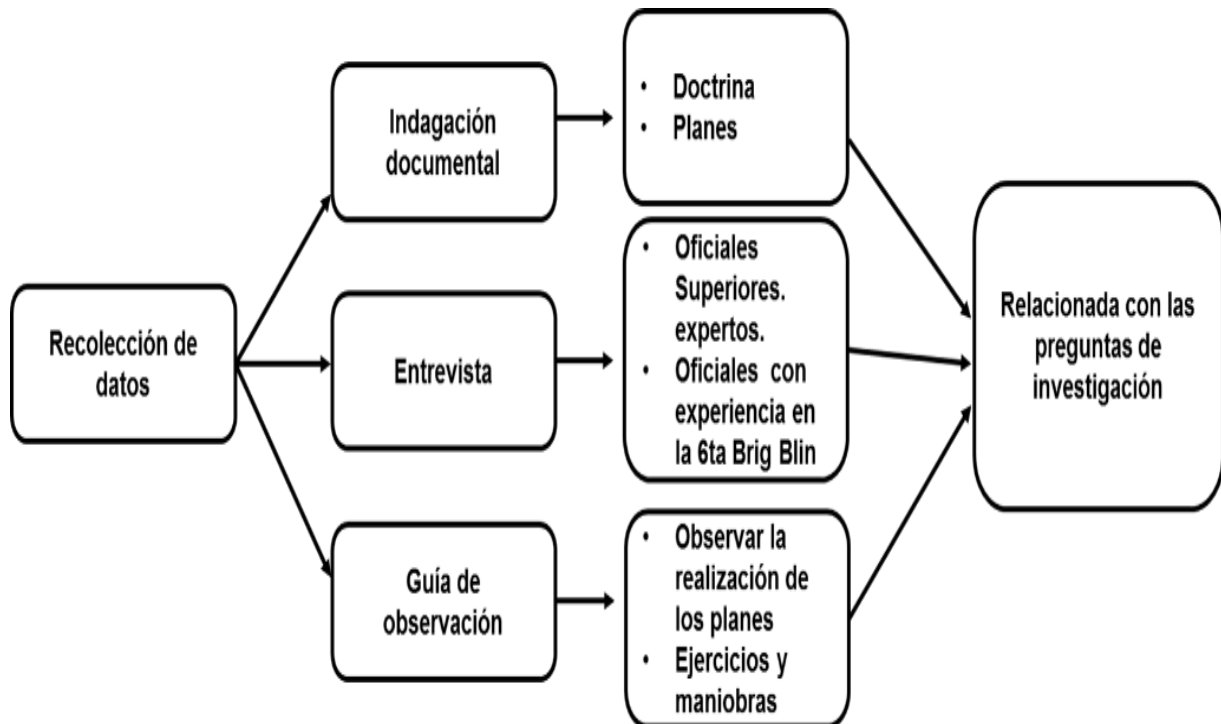 Recolección de
datos
Indagación
documental
• Doctrina
• Planes
Entrevista
• Oficiales
Superiores.
expertos.
• Oficiales con
experiencia en
la 6ta Brig Blin
Guía de
observación
• Observar la
realización de
los planes
• Ejercicios y
maniobras
Relacionada con las
preguntas de
investigación